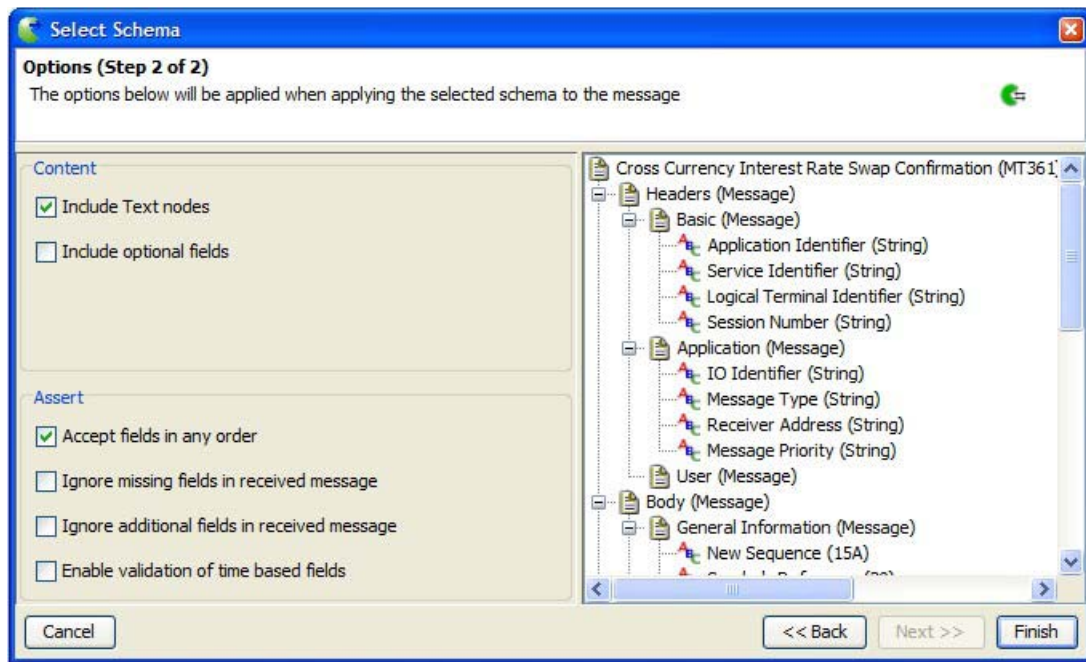 Select Schema
Options (Step 2 of 2)
The options below will be applied when applying the selected schema to the message
Content
Include Text nodes
Include optional fields
Assert
Accept fields in any order
Ignore missing fields in received message
Ignore additional fields in received message
Enable validation of time based fields
Cross Currency Interest Rate Swap Confirmation (MT361)
Headers (Message)
Basic (Message)
Application Identifier (String)
Service Identifier (String)
Logical Terminal Identifier (String)
Session Number (String)
Application (Message)
IO Identifier (String)
Message Type (String)
Receiver Address (String)
Message Priority (String)
User (Message)
Body (Message)
General Information (Message)
New Sequence (15A)
Cancel
<< Back
Next >>
Finish